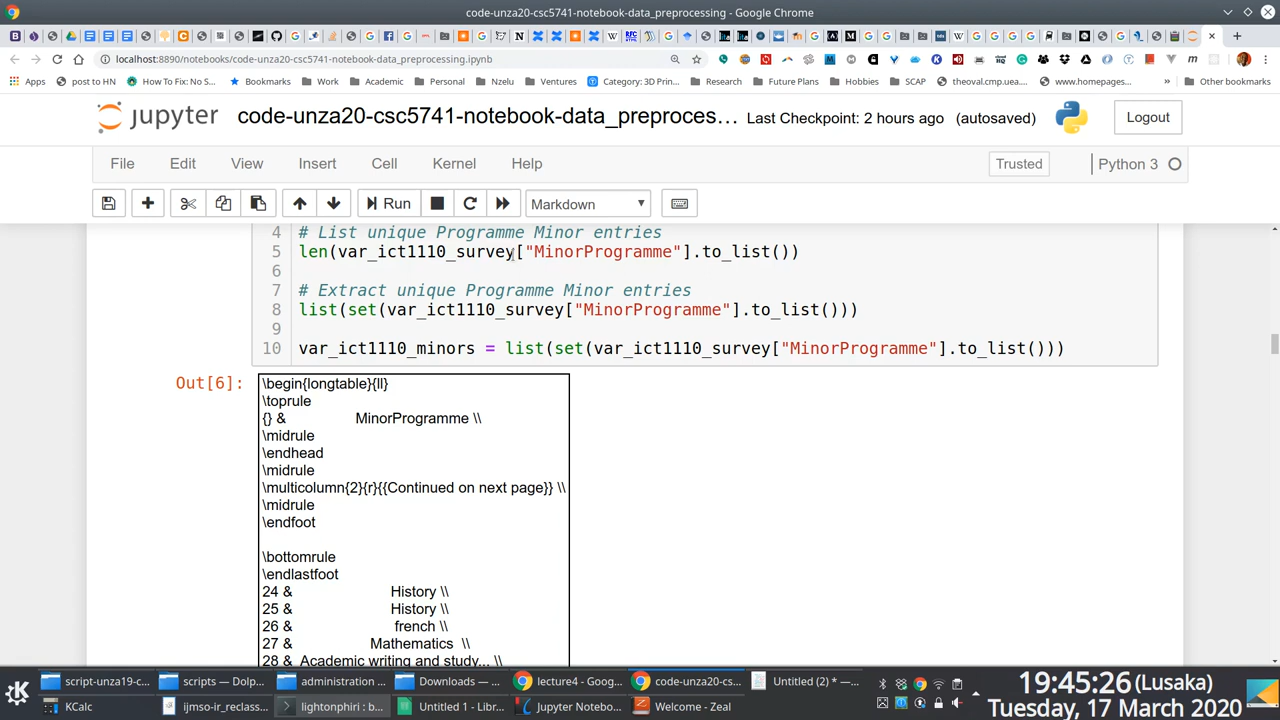 code-unza20-csc5741-notebook-data_preprocessing - Google Chrome
localhost:8890/notebooks/code-unza20-csc5741-notebook-data_preprocessing.ipynb
Apps post to HN How To Fix: No S... Bookmarks Work Academic Personal Nzelu Ventures Category: 3D Prin... Research Future Plans Hobbies SCAP theoval.cmp.uea... www.homepages... » Other bookmarks
jupyter code-unza20-csc5741-notebook-data_preproces... Last Checkpoint: 2 hours ago (autosaved) Logout
File Edit View Insert Cell Kernel Help Trusted Python 3
Run Markdown
4 # List unique Programme Minor entries
5 len(var_ict1110_survey["MinorProgramme"].to_list())
6
7 # Extract unique Programme Minor entries
8 list(set(var_ict1110_survey["MinorProgramme"].to_list()))
9
10 var_ict1110_minors = list(set(var_ict1110_survey["MinorProgramme"].to_list()))
Out[6]: \begin{longtable}{ll}
\toprule
{} & MinorProgramme \\
\midrule
\endhead
\midrule
\multicolumn{2}{r}{{Continued on next page}} \\
\midrule
\endfoot
\bottomrule
\endlastfoot
24 & History \\
25 & History \\
26 & french \\
27 & Mathematics \\
28 & Academic writing and study... \\
script-unza19-c... scripts — Dolp... administration ... Downloads — ... lecture4 - Goog... code-unza20-cs... Untitled (2) * —...
KCalc ijmso-ir_reclass... lightonphiri : b... Untitled 1 - Libr... Jupyter Notebo... Welcome - Zeal
19:45:26 (Lusaka)
Tuesday, 17 March 2020